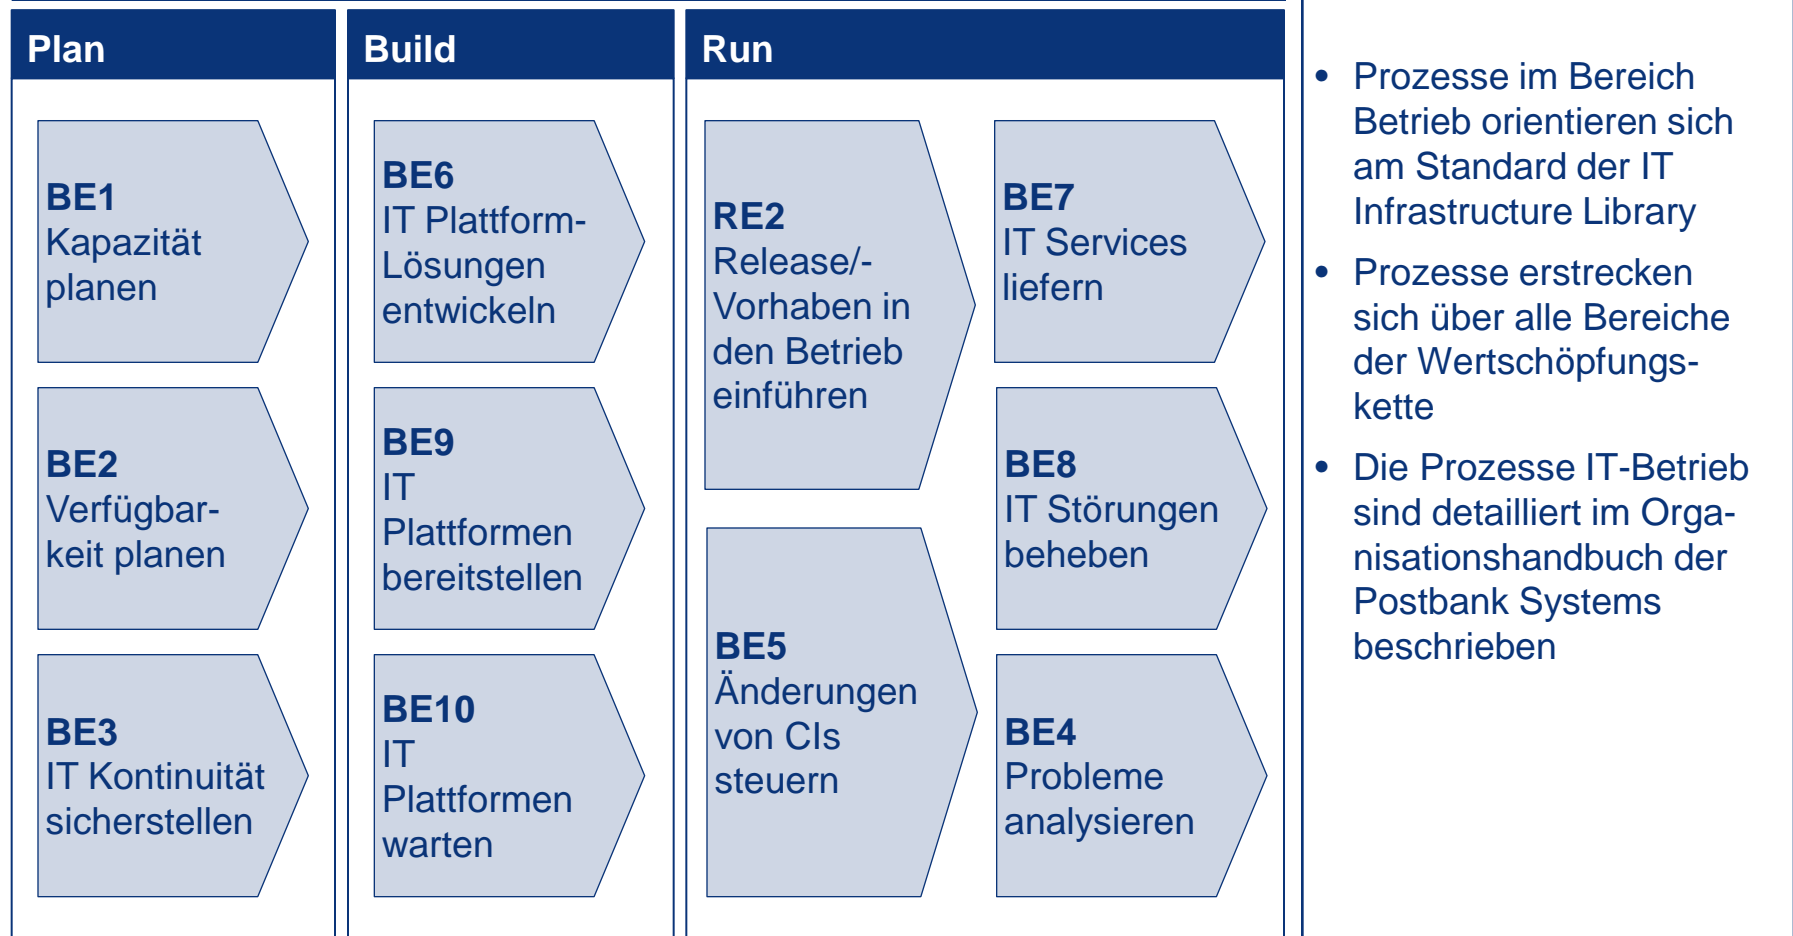 Plan
BE1
Kapazität
planen
BE2
Verfügbar-
keit planen
BE3
IT Kontinuität
sicherstellen
Build
BE6
IT Plattform-
Lösungen
entwickeln
BE9
IT
Plattformen
bereitstellen
BE10
IT
Plattformen
warten
Run
RE2
Release/-
Vorhaben in
den Betrieb
einführen
BE5
Änderungen
von CIs
steuern
BE7
IT Services
liefern
BE8
IT Störungen
beheben
BE4
Probleme
analysieren
• Prozesse im Bereich
Betrieb orientieren sich
am Standard der IT
Infrastructure Library
• Prozesse erstrecken
sich über alle Bereiche
der Wertschöpfungs-
kette
• Die Prozesse IT-Betrieb
sind detailliert im Orga-
nisationshandbuch der
Postbank Systems
beschrieben